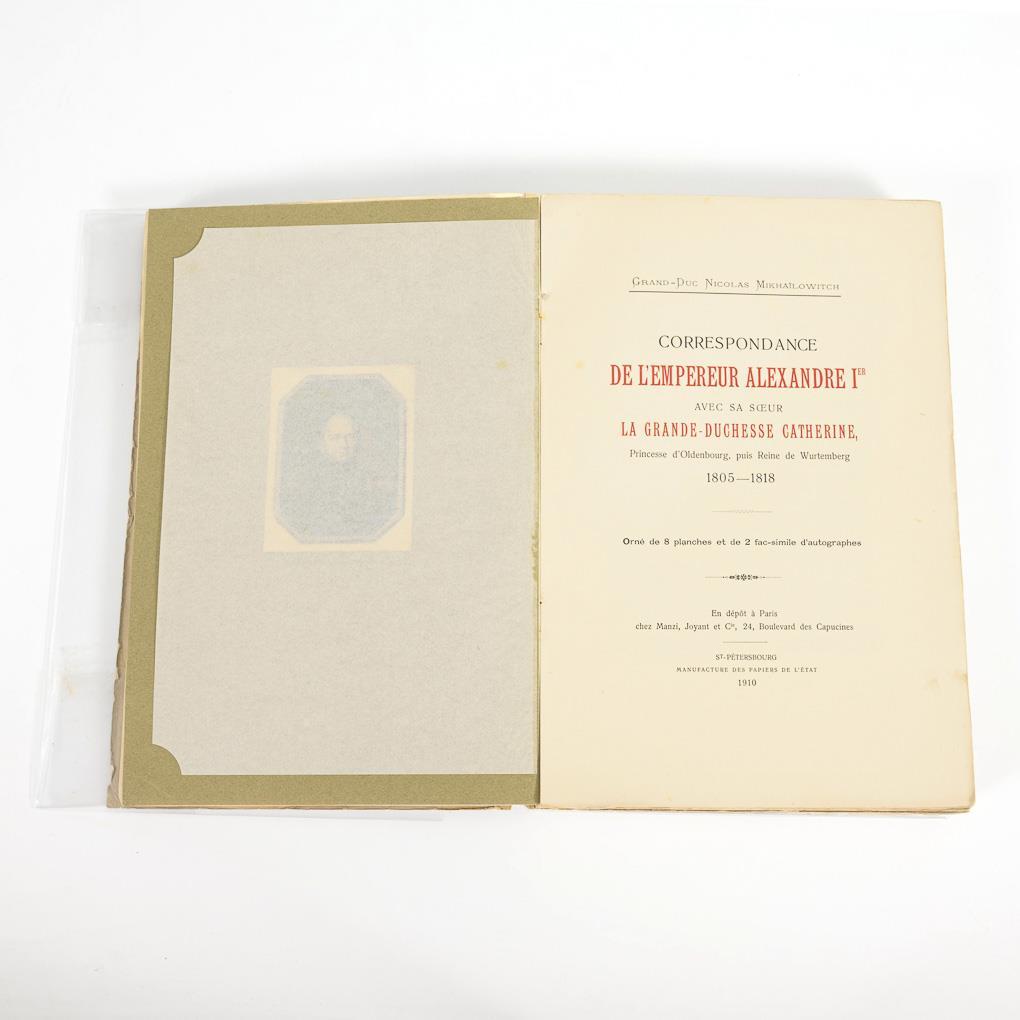 Grand-Duc Nicolas Mikhaïlowitch
CORRESPONDANCE
DE L'EMPEREUR ALEXANDRE IER
AVEC SA SŒUR
LA GRANDE-DUCHESSE CATHERINE,
Princesse d'Oldenbourg, puis Reine de Wurtemberg
1805—1818
Orné de 8 planches et de 2 fac-simile d'autographes
En dépôt à Paris
chez Manzi, Joyant et Cie, 24, Boulevard des Capucines
ST-PÉTERSBOURG
MANUFACTURE DES PAPIERS DE L'ÉTAT
1910